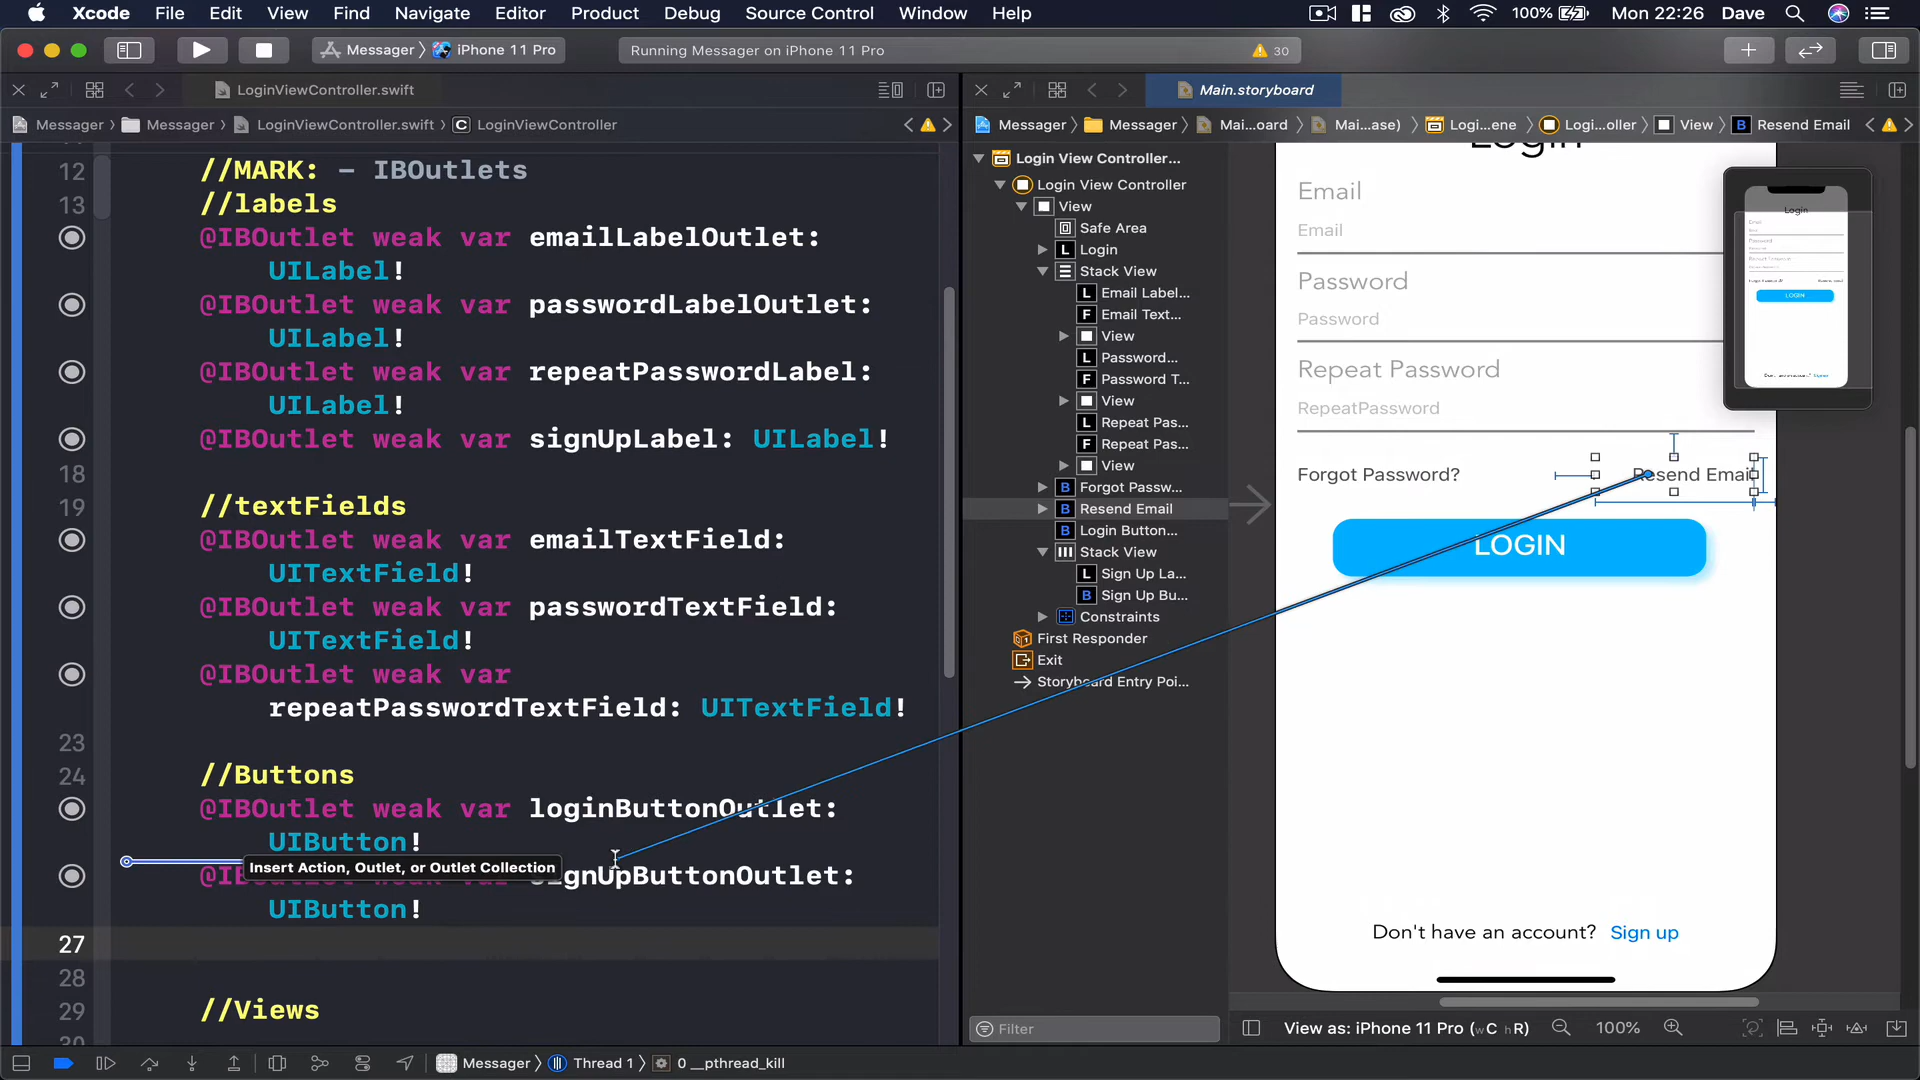 Xcode File Edit View Find Navigate Editor Product Debug Source Control Window Help 100% Mon 22:26 Dave
Messager iPhone 11 Pro Running Messager on iPhone 11 Pro 30
LoginViewController.swift
Messager Messager LoginViewController.swift C LoginViewController
12 //MARK: - IBOutlets
13 //labels
@IBOutlet weak var emailLabelOutlet:
UILabel!
@IBOutlet weak var passwordLabelOutlet:
UILabel!
@IBOutlet weak var repeatPasswordLabel:
UILabel!
@IBOutlet weak var signUpLabel: UILabel!
18
19 //textFields
@IBOutlet weak var emailTextField:
UITextField!
@IBOutlet weak var passwordTextField:
UITextField!
@IBOutlet weak var
repeatPasswordTextField: UITextField!
23
24 //Buttons
@IBOutlet weak var loginButtonOutlet:
UIButton!
Insert Action, Outlet, or Outlet Collection
signUpButtonOutlet:
UIButton!
27
28
29 //Views
Messager Thread 1 0 __pthread_kill
Main.storyboard
Messager Messager Mai...oard Mai...ase) Logi...ene Logi...oller View B Resend Email
Login View Controller...
Login View Controller
View
Safe Area
L Login
Stack View
L Email Label...
F Email Text...
View
L Password...
F Password T...
View
L Repeat Pas...
F Repeat Pas...
View
B Forgot Passw...
B Resend Email
B Login Button...
Stack View
L Sign Up La...
B Sign Up Bu...
Constraints
First Responder
Exit
Storyboard Entry Poi...
Filter
Login
Email
Email
Password
Password
Repeat Password
RepeatPassword
Forgot Password? Resend Email
LOGIN
Don't have an account? Sign up
Login
LOGIN
View as: iPhone 11 Pro (wC hR) 100%